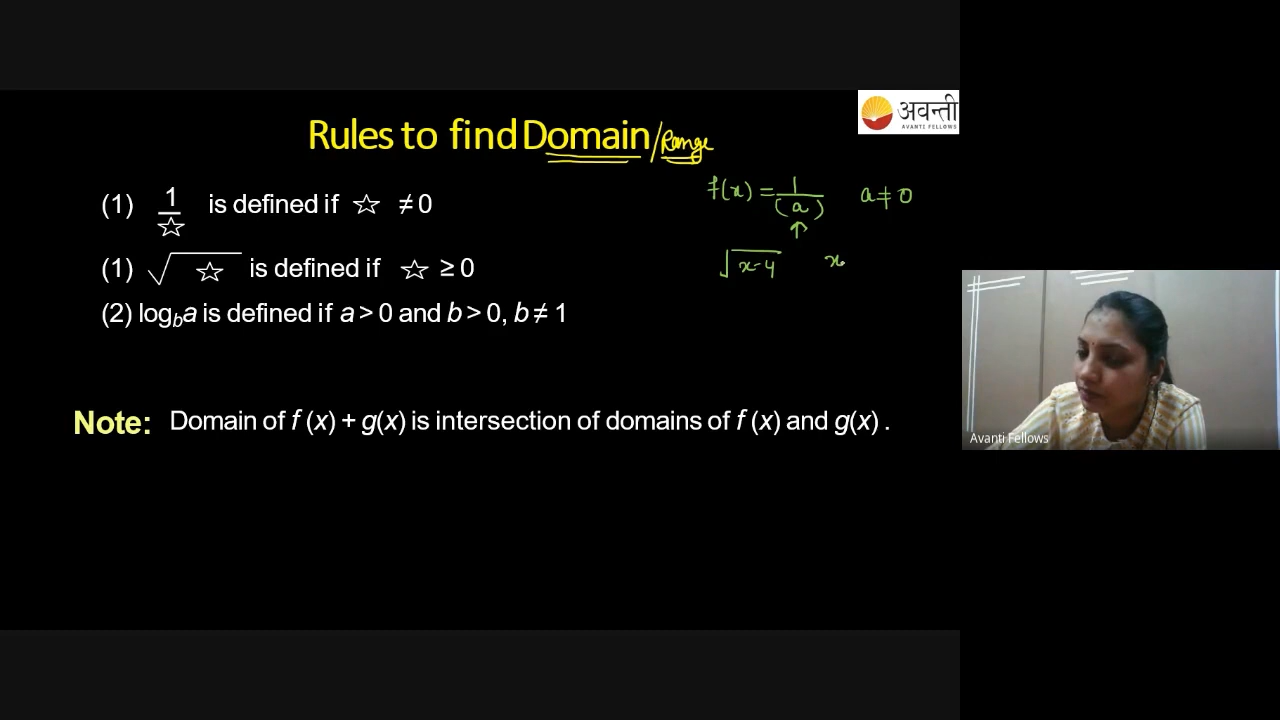 अवन्ती
AVANTI FELLOWS
Rules to find Domain/Range
(1) 1/☆ is defined if ☆ ≠ 0
f(x) = 1/(a) a ≠ 0
(1) √☆ is defined if ☆ ≥ 0
√x-4 x
(2) log_b a is defined if a > 0 and b > 0, b ≠ 1
Note: Domain of f (x) + g(x) is intersection of domains of f (x) and g(x) .
Avanti Fellows